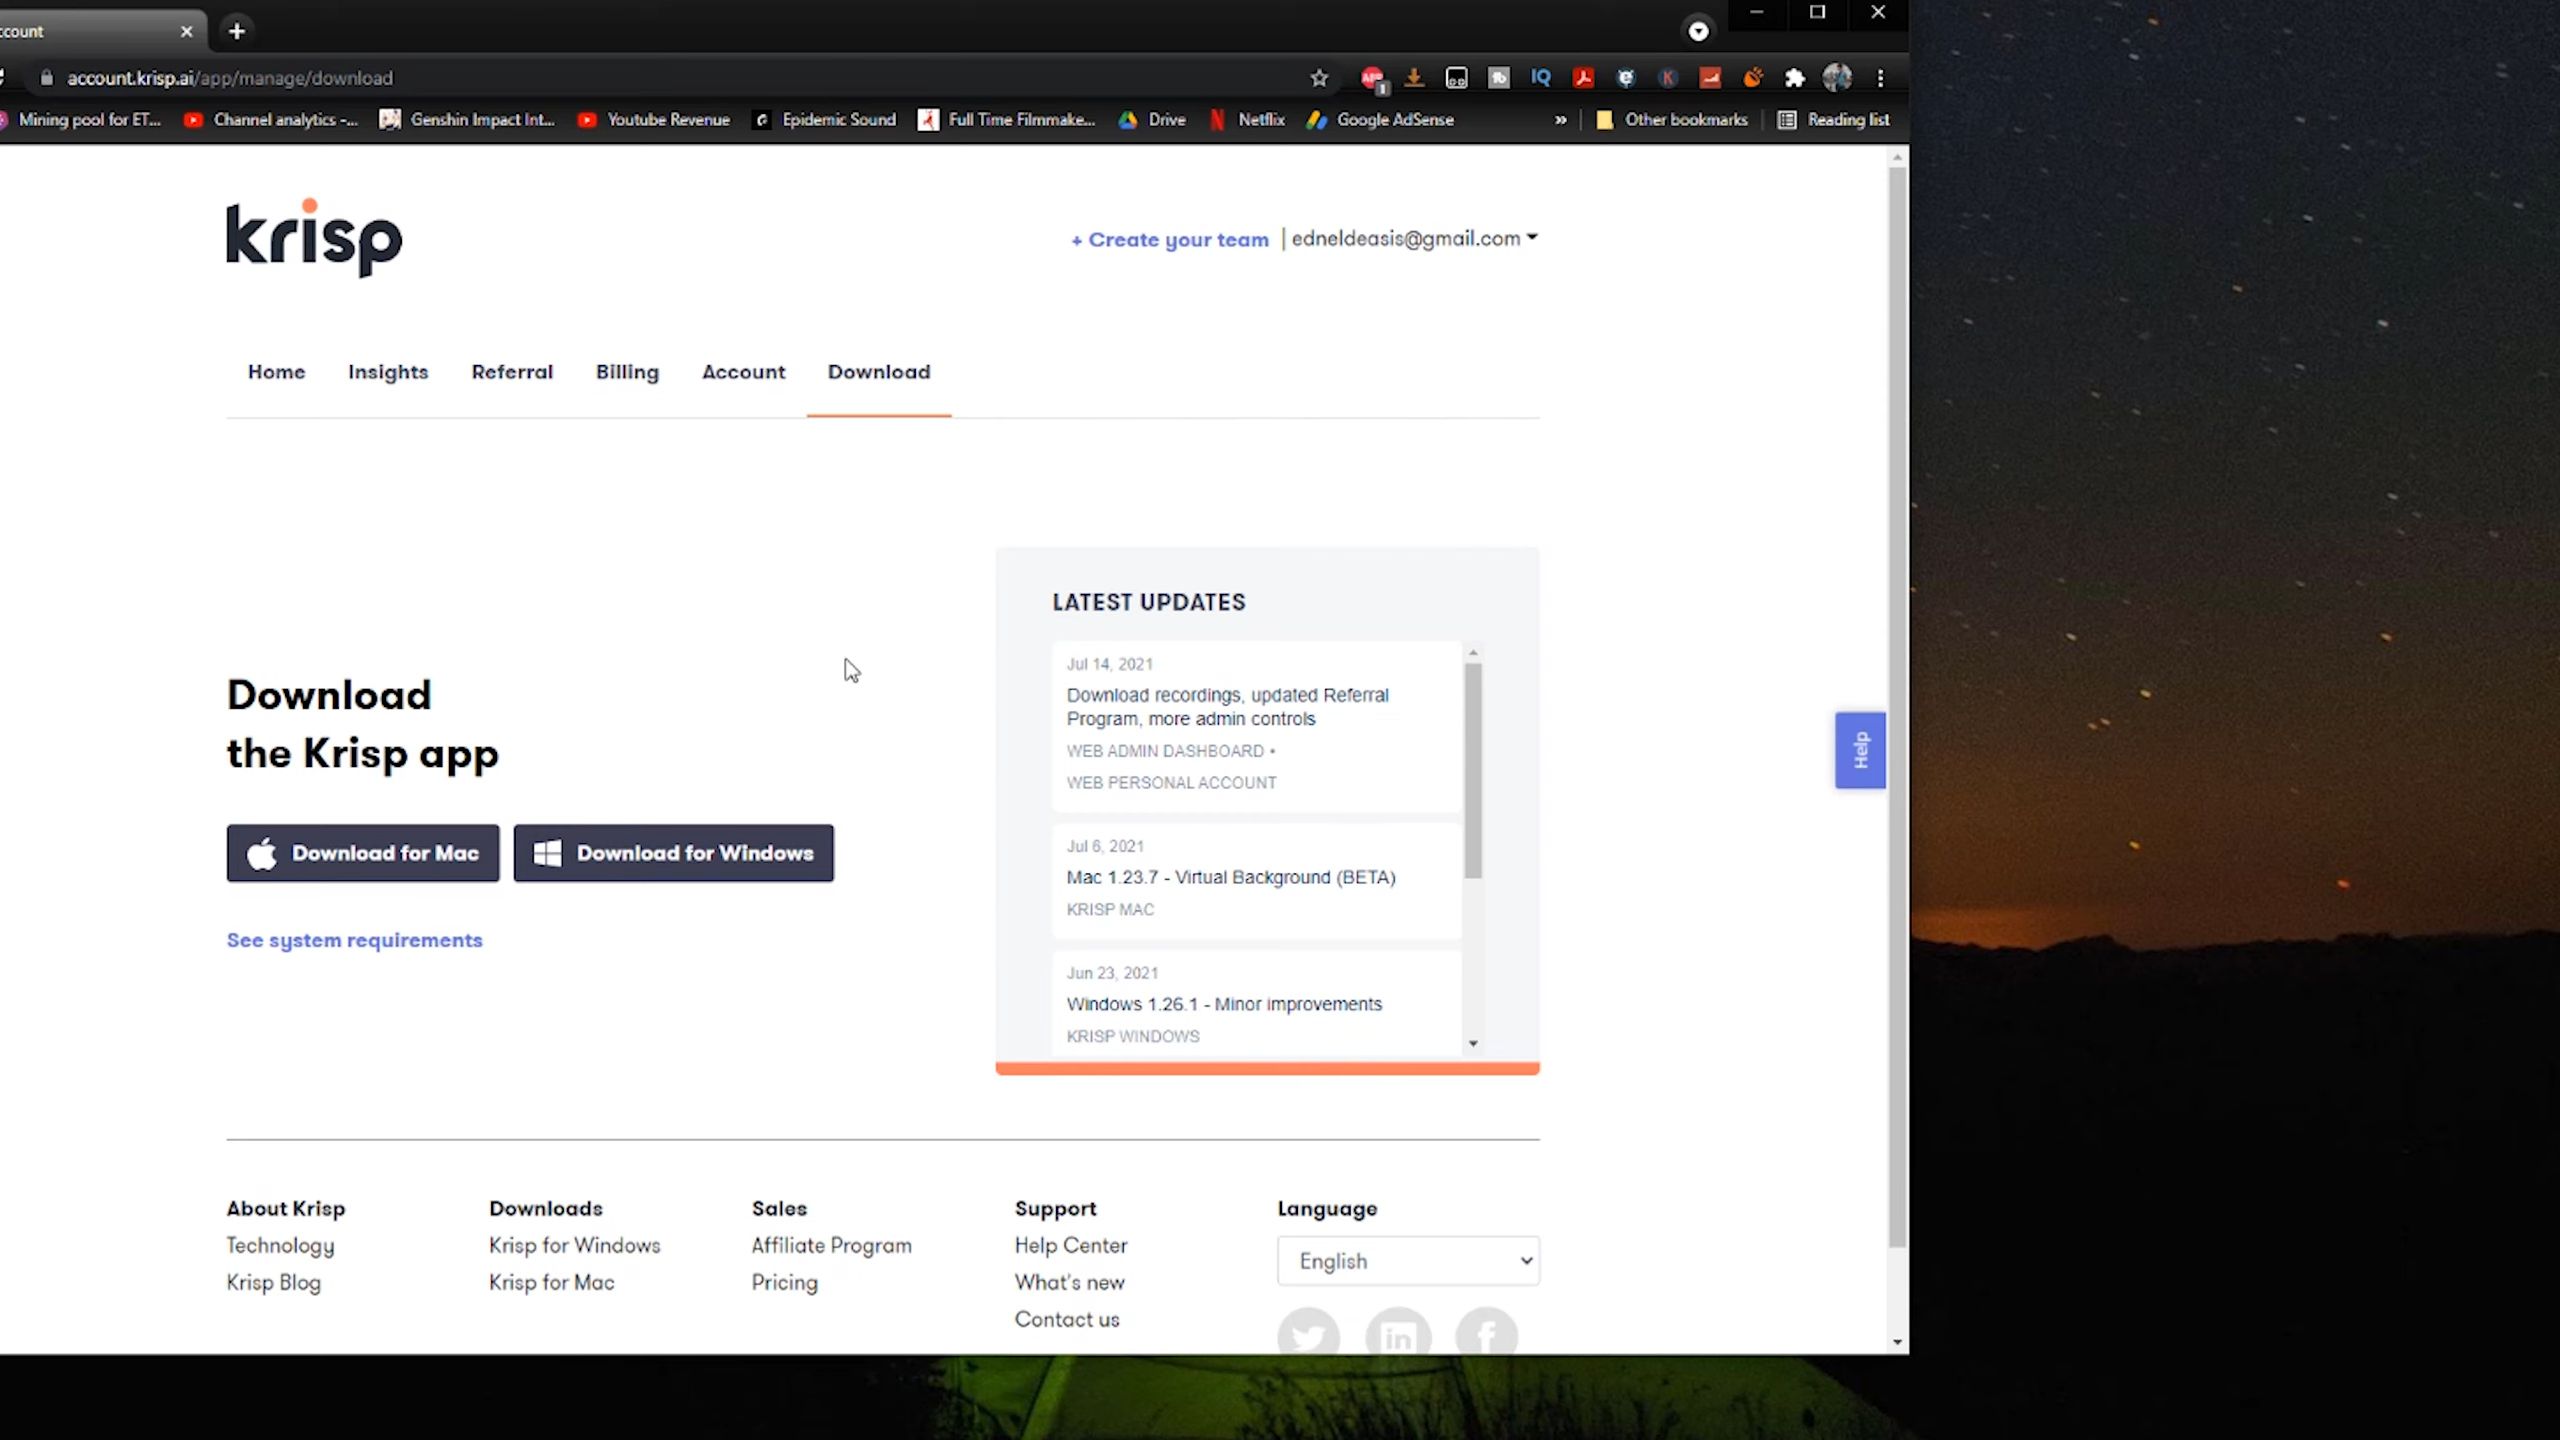 ccount
account.krisp.ai/app/manage/download
Mining pool for ET... Channel analytics -... Genshin Impact Int... Youtube Revenue Epidemic Sound Full Time Filmmake... Drive Netflix Google AdSense » Other bookmarks Reading list
krisp
+ Create your team | edneldeasis@gmail.com
Home Insights Referral Billing Account Download
LATEST UPDATES
Jul 14, 2021
Download recordings, updated Referral
Program, more admin controls
WEB ADMIN DASHBOARD •
WEB PERSONAL ACCOUNT
Jul 6, 2021
Mac 1.23.7 - Virtual Background (BETA)
KRISP MAC
Jun 23, 2021
Windows 1.26.1 - Minor improvements
KRISP WINDOWS
Download
the Krisp app
Download for Mac Download for Windows
See system requirements
Help
About Krisp
Technology
Krisp Blog
Downloads
Krisp for Windows
Krisp for Mac
Sales
Affiliate Program
Pricing
Support
Help Center
What's new
Contact us
Language
English